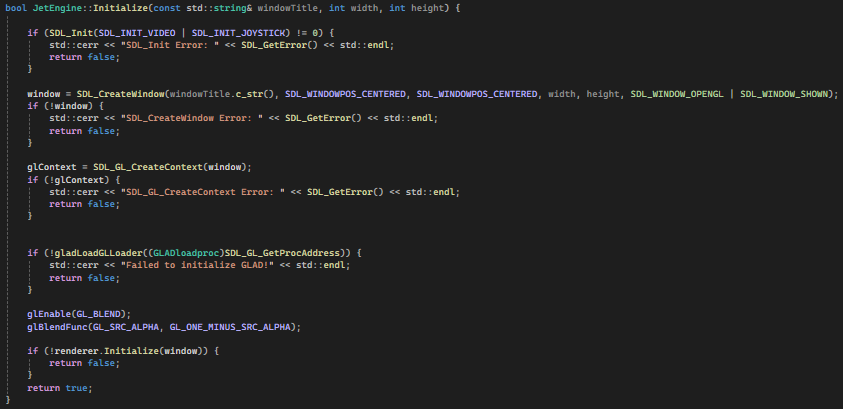 bool JetEngine::Initialize(const std::string& windowTitle, int width, int height) {
if (SDL_Init(SDL_INIT_VIDEO | SDL_INIT_JOYSTICK) != 0) {
std::cerr << "SDL_Init Error: " << SDL_GetError() << std::endl;
return false;
}
window = SDL_CreateWindow(windowTitle.c_str(), SDL_WINDOWPOS_CENTERED, SDL_WINDOWPOS_CENTERED, width, height, SDL_WINDOW_OPENGL | SDL_WINDOW_SHOWN);
if (!window) {
std::cerr << "SDL_CreateWindow Error: " << SDL_GetError() << std::endl;
return false;
}
glContext = SDL_GL_CreateContext(window);
if (!glContext) {
std::cerr << "SDL_GL_CreateContext Error: " << SDL_GetError() << std::endl;
return false;
}
if (!gladLoadGLLoader((GLADloadproc)SDL_GL_GetProcAddress)) {
std::cerr << "Failed to initialize GLAD!" << std::endl;
return false;
}
glEnable(GL_BLEND);
glBlendFunc(GL_SRC_ALPHA, GL_ONE_MINUS_SRC_ALPHA);
if (!renderer.Initialize(window)) {
return false;
}
return true;
}